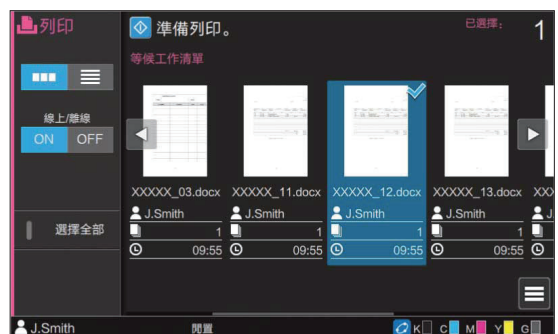 列印
準備列印。
已選擇:
1
等候工作清單
線上/離線
ON OFF
選擇全部
XXXXX_03.docx XXXXX_11.docx XXXXX_12.docx XXXXX_13.docx XXX
J.Smith J.Smith J.Smith J.Smith J
1 1 1 1
09:55 09:55 09:55 09:55
J.Smith 閒置 K C M Y G